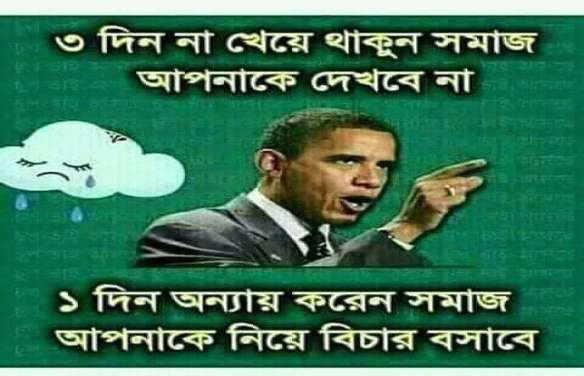 ৩ দিন না খেয়ে থাকুন সমাজ
আপনাকে দেখবে না
১ দিন অন্যায় করেন সমাজ
আপনাকে নিয়ে বিচার বসাবে